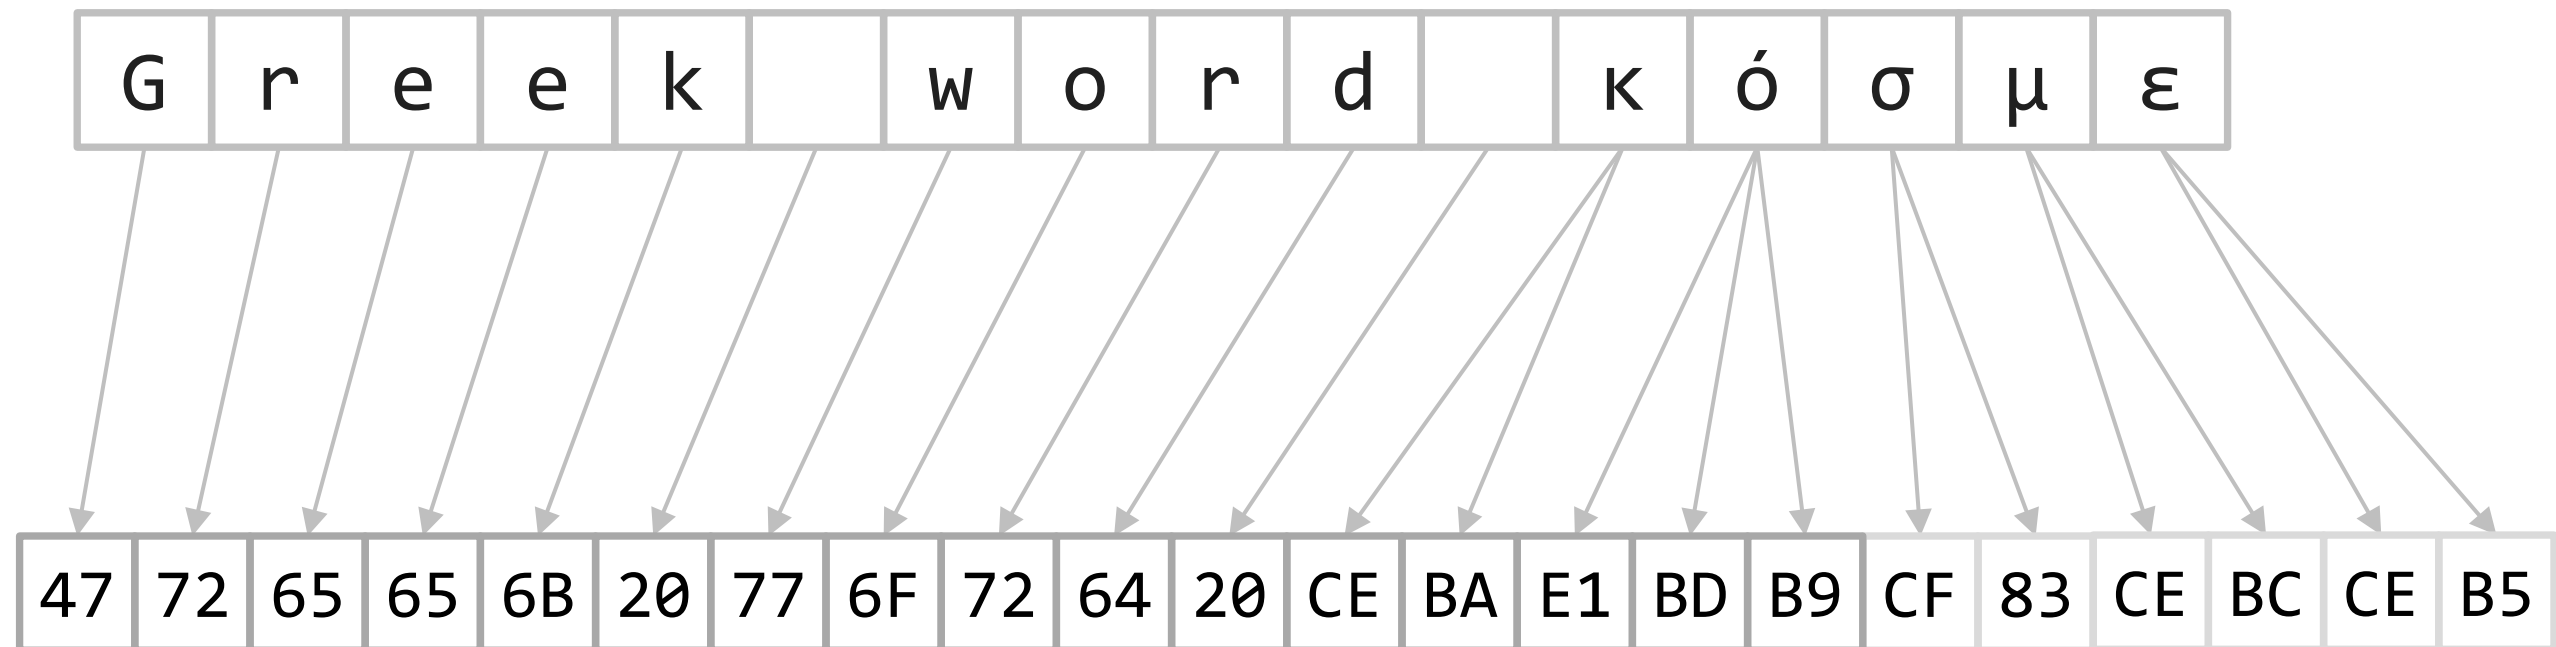 Greek word κόσμε
47 72 65 65 6B 20 77 6F 72 64 20 CE BA E1 BD B9 CF 83 CE BC CE B5